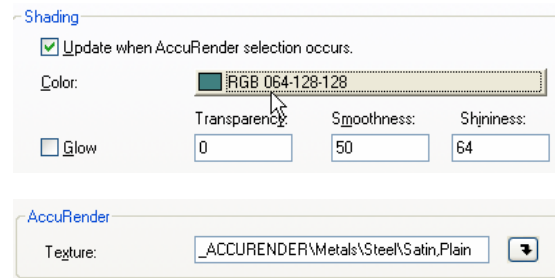 Shading
Update when AccuRender selection occurs.
Color: RGB 064-128-128
Transparency: Smoothness: Shininess:
Glow 0 50 64
AccuRender
Texture: _ACCURENDER\Metals\Steel\Satin,Plain